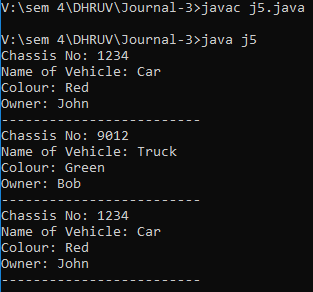 V:\sem 4\DHRUV\Journal-3>javac j5.java
V:\sem 4\DHRUV\Journal-3>java j5
Chassis No: 1234
Name of Vehicle: Car
Colour: Red
Owner: John
-------------------------
Chassis No: 9012
Name of Vehicle: Truck
Colour: Green
Owner: Bob
-------------------------
Chassis No: 1234
Name of Vehicle: Car
Colour: Red
Owner: John
-------------------------